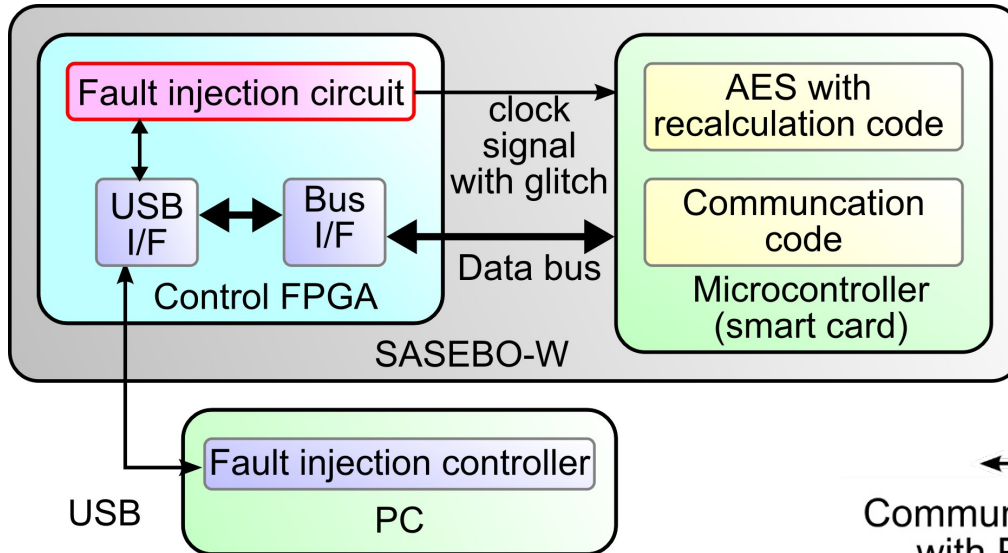 Fault injection circuit
AES with
recalculation code
clock
signal
with glitch
USB
I/F
Bus
I/F
Communcation
code
Data bus
Control FPGA
Microcontroller
(smart card)
SASEBO-W
Fault injection controller
USB
PC
with